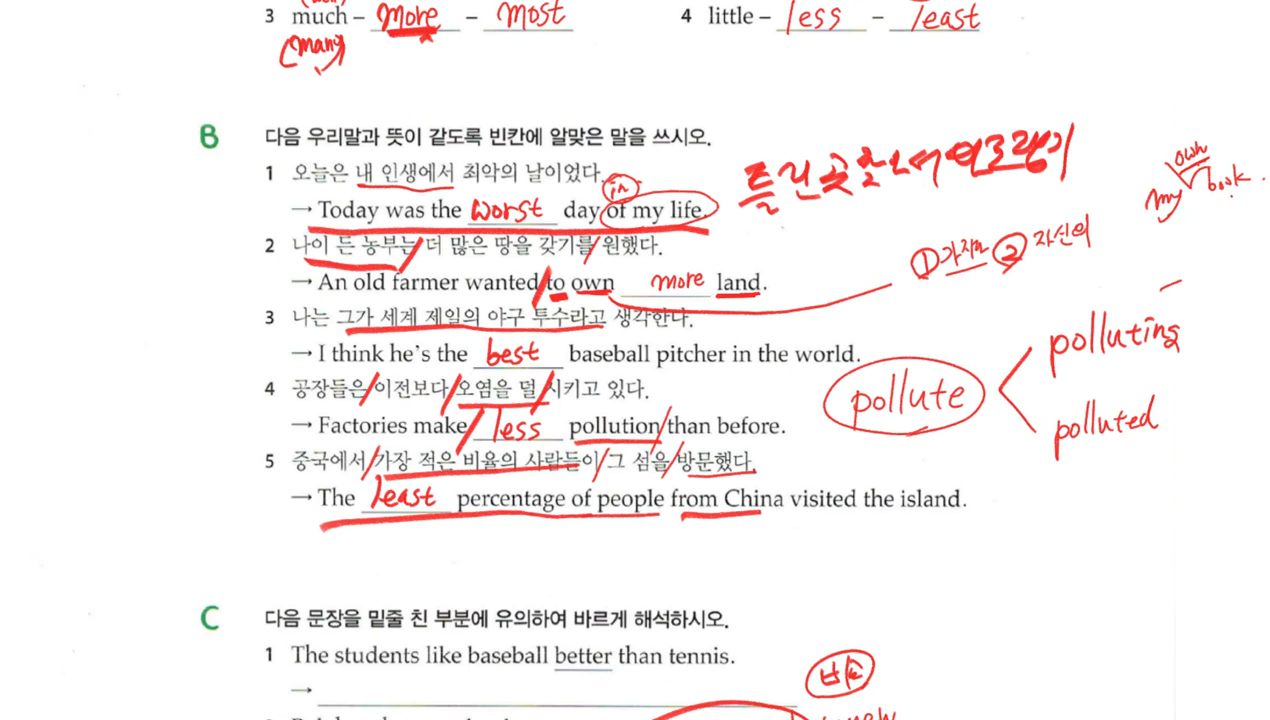 3 much – more – most 4 little – less – least
(many)
B 다음 우리말과 뜻이 같도록 빈칸에 알맞은 말을 쓰시오.
1 오늘은 내 인생에서 최악의 날이었다.
in
→ Today was the worst day of my life.
own
my book.
2 나이 든 농부는 더 많은 땅을 갖기를 원했다.
① 가지다 ② 자신의
→ An old farmer wanted to own more land.
3 나는 그가 세계 제일의 야구 투수라고 생각한다.
→ I think he's the best baseball pitcher in the world.
polluting
4 공장들은 이전보다 오염을 덜 시키고 있다.
pollute
polluted
→ Factories make less pollution than before.
5 중국에서 가장 적은 비율의 사람들이 그 섬을 방문했다.
→ The least percentage of people from China visited the island.
C 다음 문장을 밑줄 친 부분에 유의하여 바르게 해석하시오.
1 The students like baseball better than tennis.
→